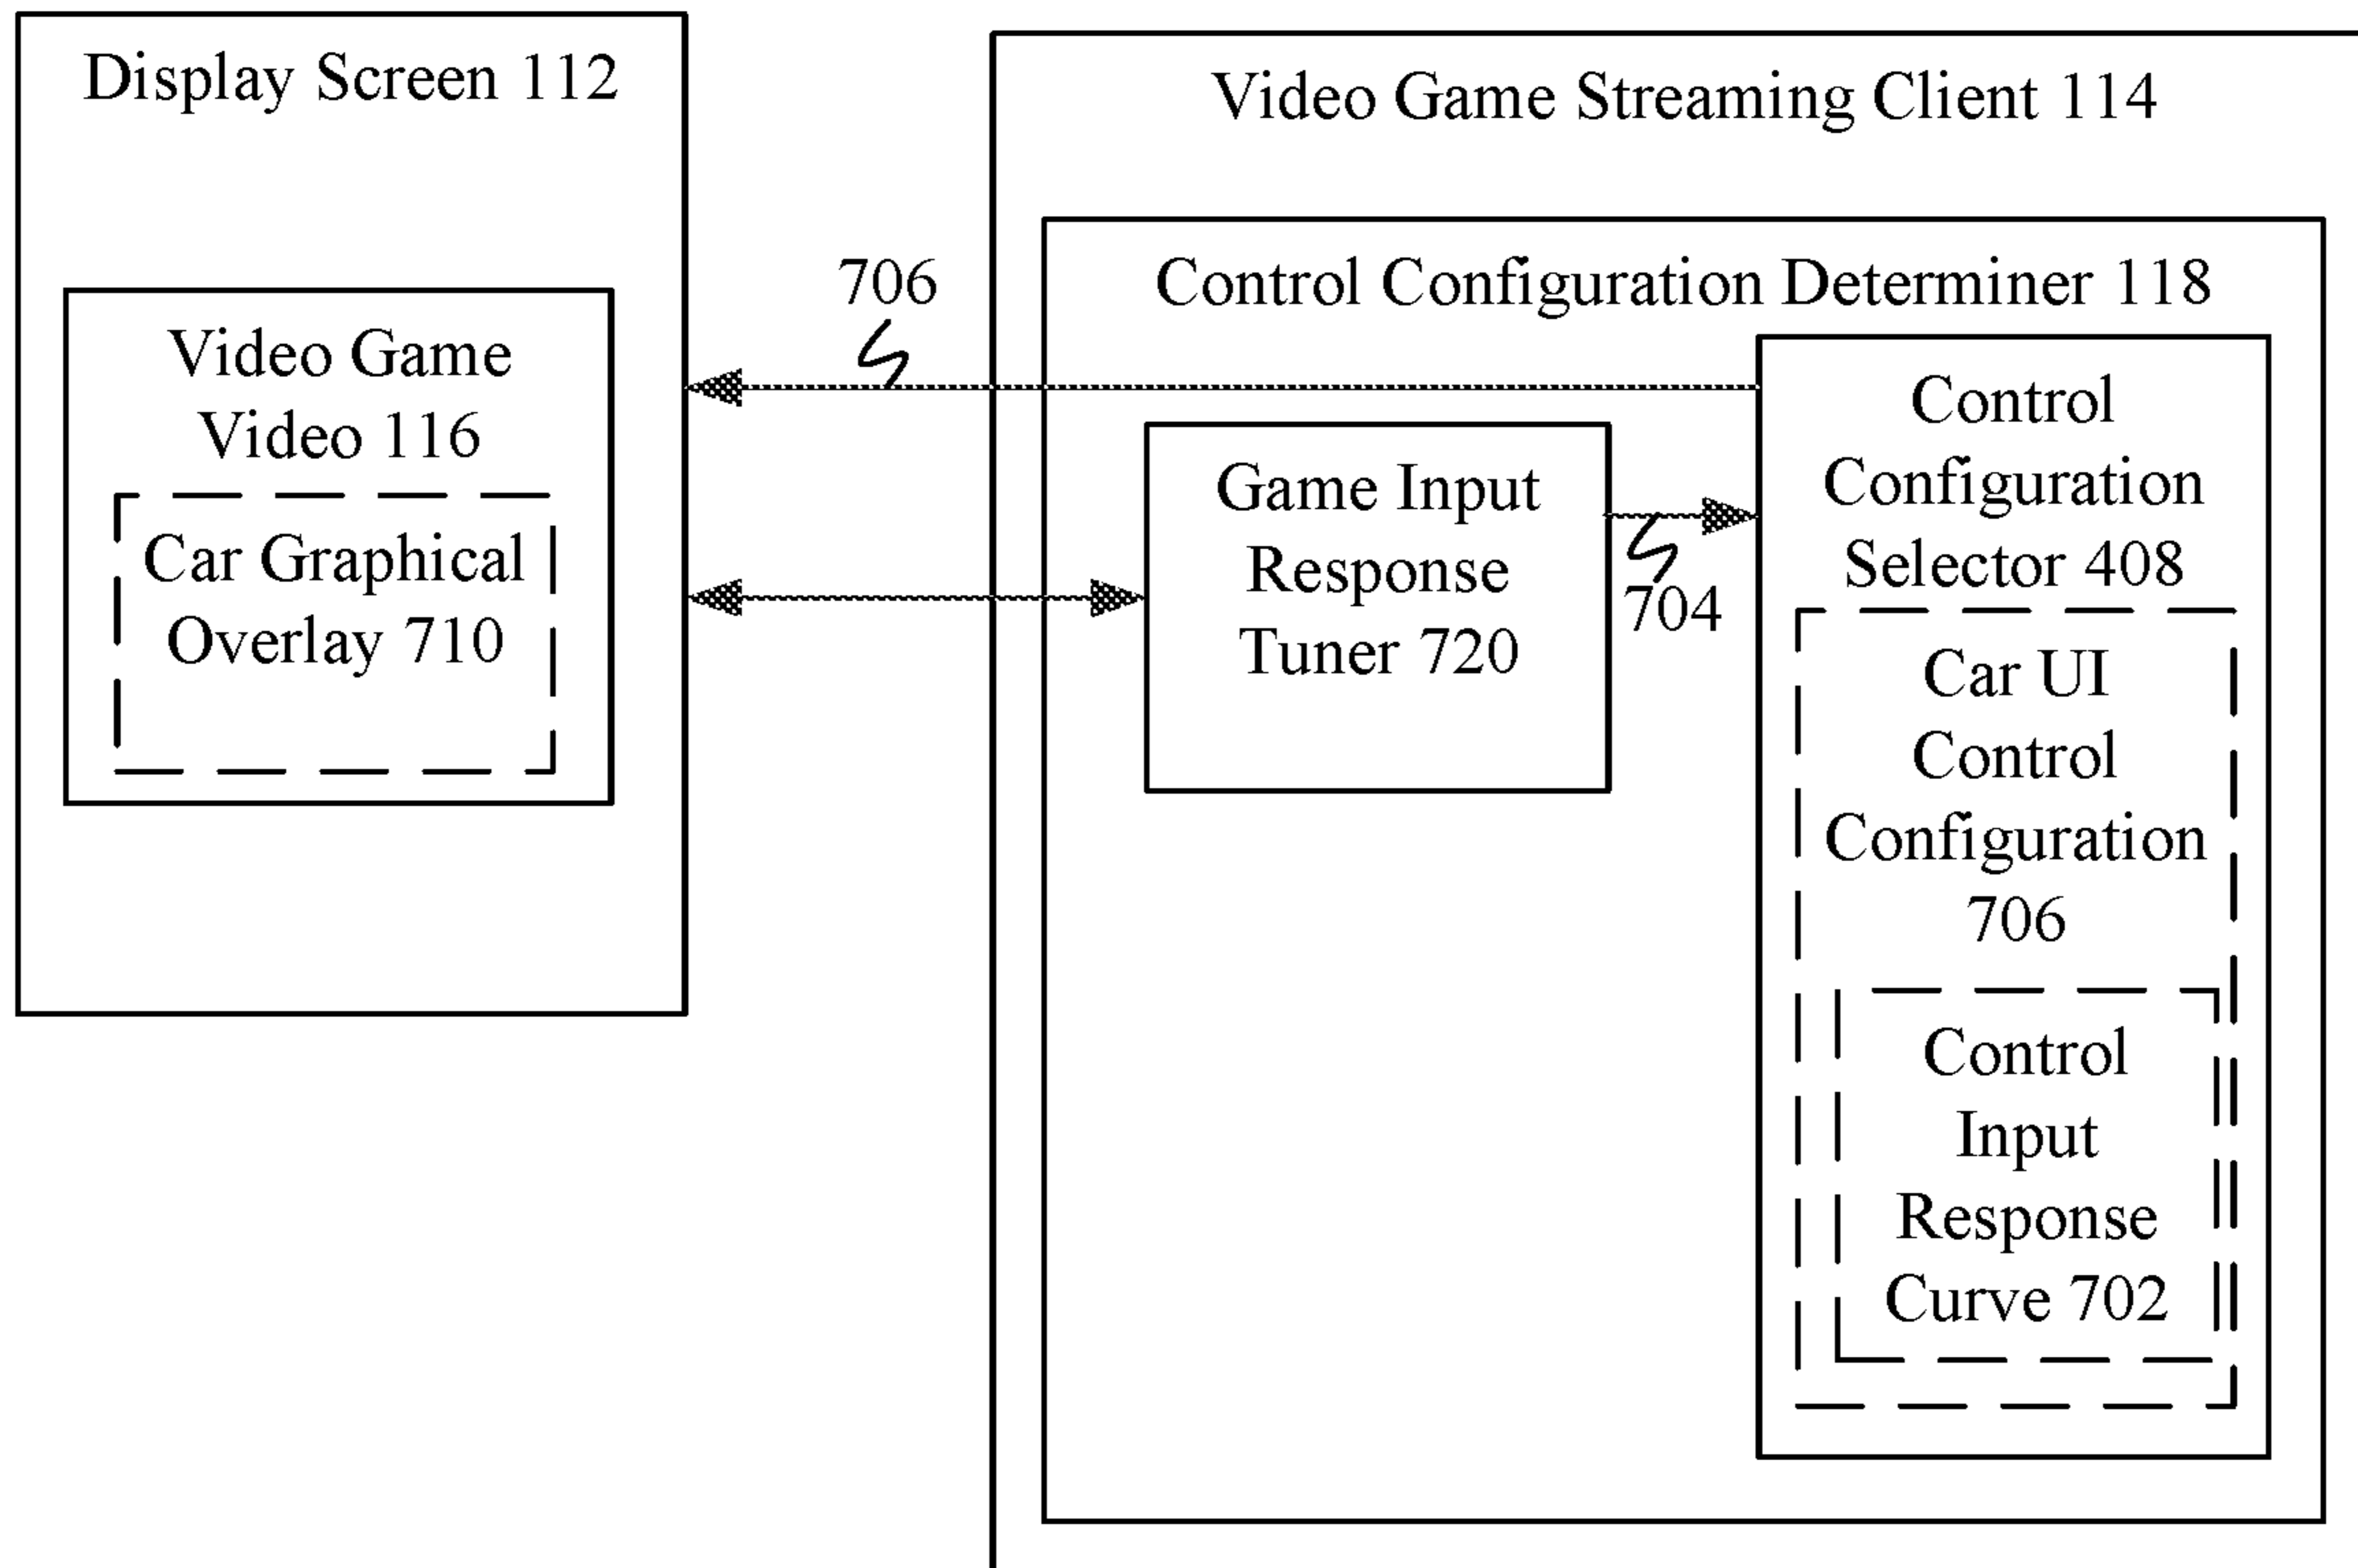 Display Screen 112
Video Game
Video 116
Car Graphical
Overlay 710
706
Video Game Streaming Client 114
Control Configuration Determiner 118
Game Input
Response
Tuner 720
704
Control
Configuration
Selector 408
Car UI
Control
Configuration
706
Control
Input
Response
Curve 702